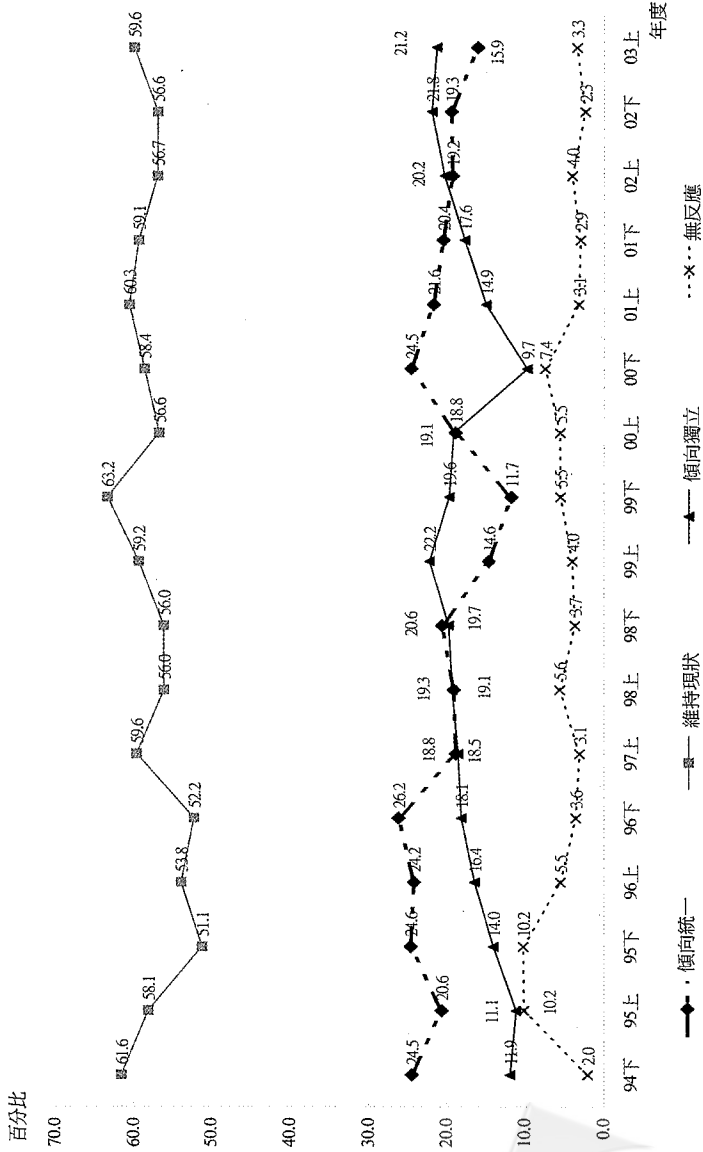 百分比
70.0
60.0
50.0
40.0
30.0
20.0
10.0
0.0
61.6 58.1 51.1 53.8 52.2 59.6 56.0 56.0 59.2 63.2 56.6 58.4 60.3 59.1 56.7 56.6 59.6
24.5 20.6 24.6 24.2 26.2 18.8 19.3 20.6 14.6 11.7 18.8 24.5 21.6 20.4 19.2 19.3 15.9
11.9 11.1 14.0 16.4 18.1 18.5 19.1 19.7 22.2 19.6 19.1 9.7 14.9 17.6 20.2 21.8 21.2
2.0 10.2 10.2 5.5 3.6 3.1 5.6 3.7 4.0 5.5 5.5 7.4 3.1 2.9 4.0 2.3 3.3
94下 95上 95下 96上 96下 97上 98上 98下 99上 99下 00上 00下 01上 01下 02上 02下 03上
年度
傾向統一 維持現狀 傾向獨立 無反應